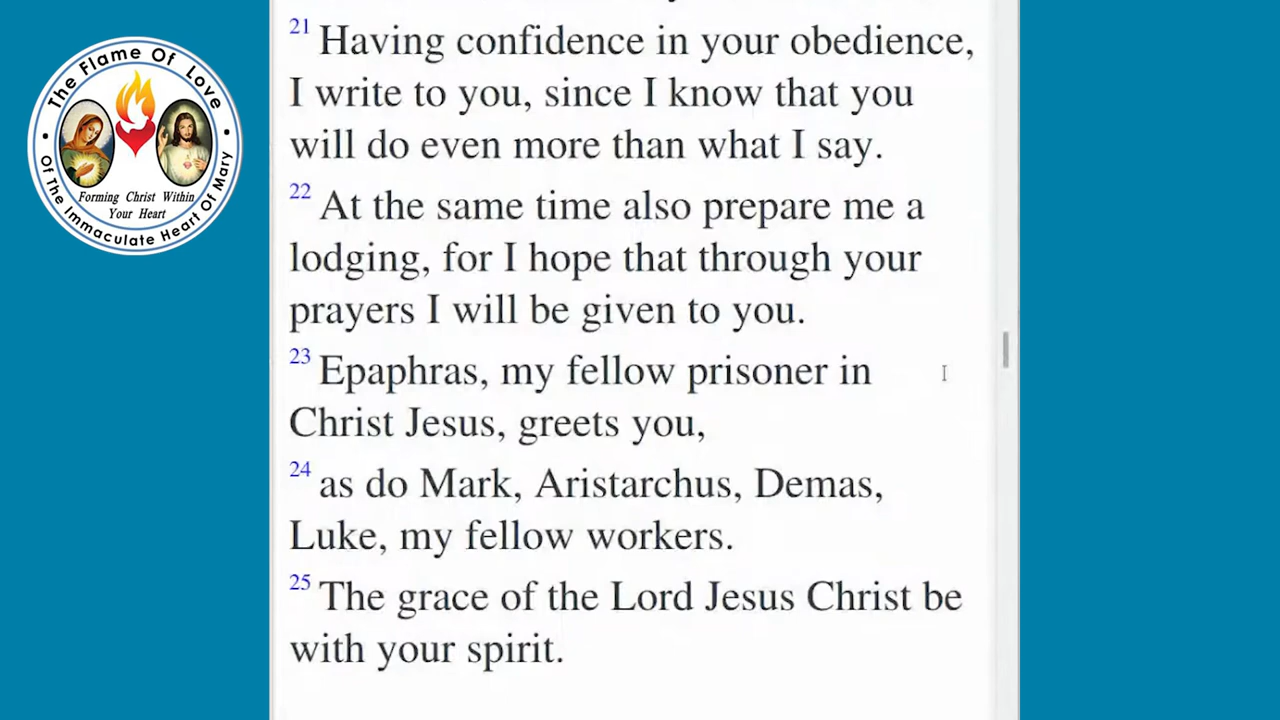 The Flame Of Love
Of The Immaculate Heart Of Mary
Forming Christ Within
Your Heart
21 Having confidence in your obedience,
I write to you, since I know that you
will do even more than what I say.
22 At the same time also prepare me a
lodging, for I hope that through your
prayers I will be given to you.
23 Epaphras, my fellow prisoner in
Christ Jesus, greets you,
24 as do Mark, Aristarchus, Demas,
Luke, my fellow workers.
25 The grace of the Lord Jesus Christ be
with your spirit.